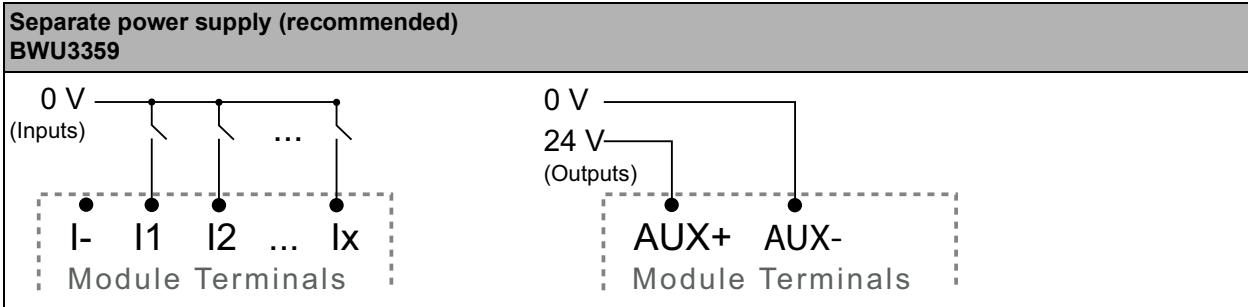 Separate power supply (recommended)
BWU3359
0 V
(Inputs)
...
I- I1 I2 ... Ix
Module Terminals
0 V
24 V
(Outputs)
AUX+ AUX-
Module Terminals